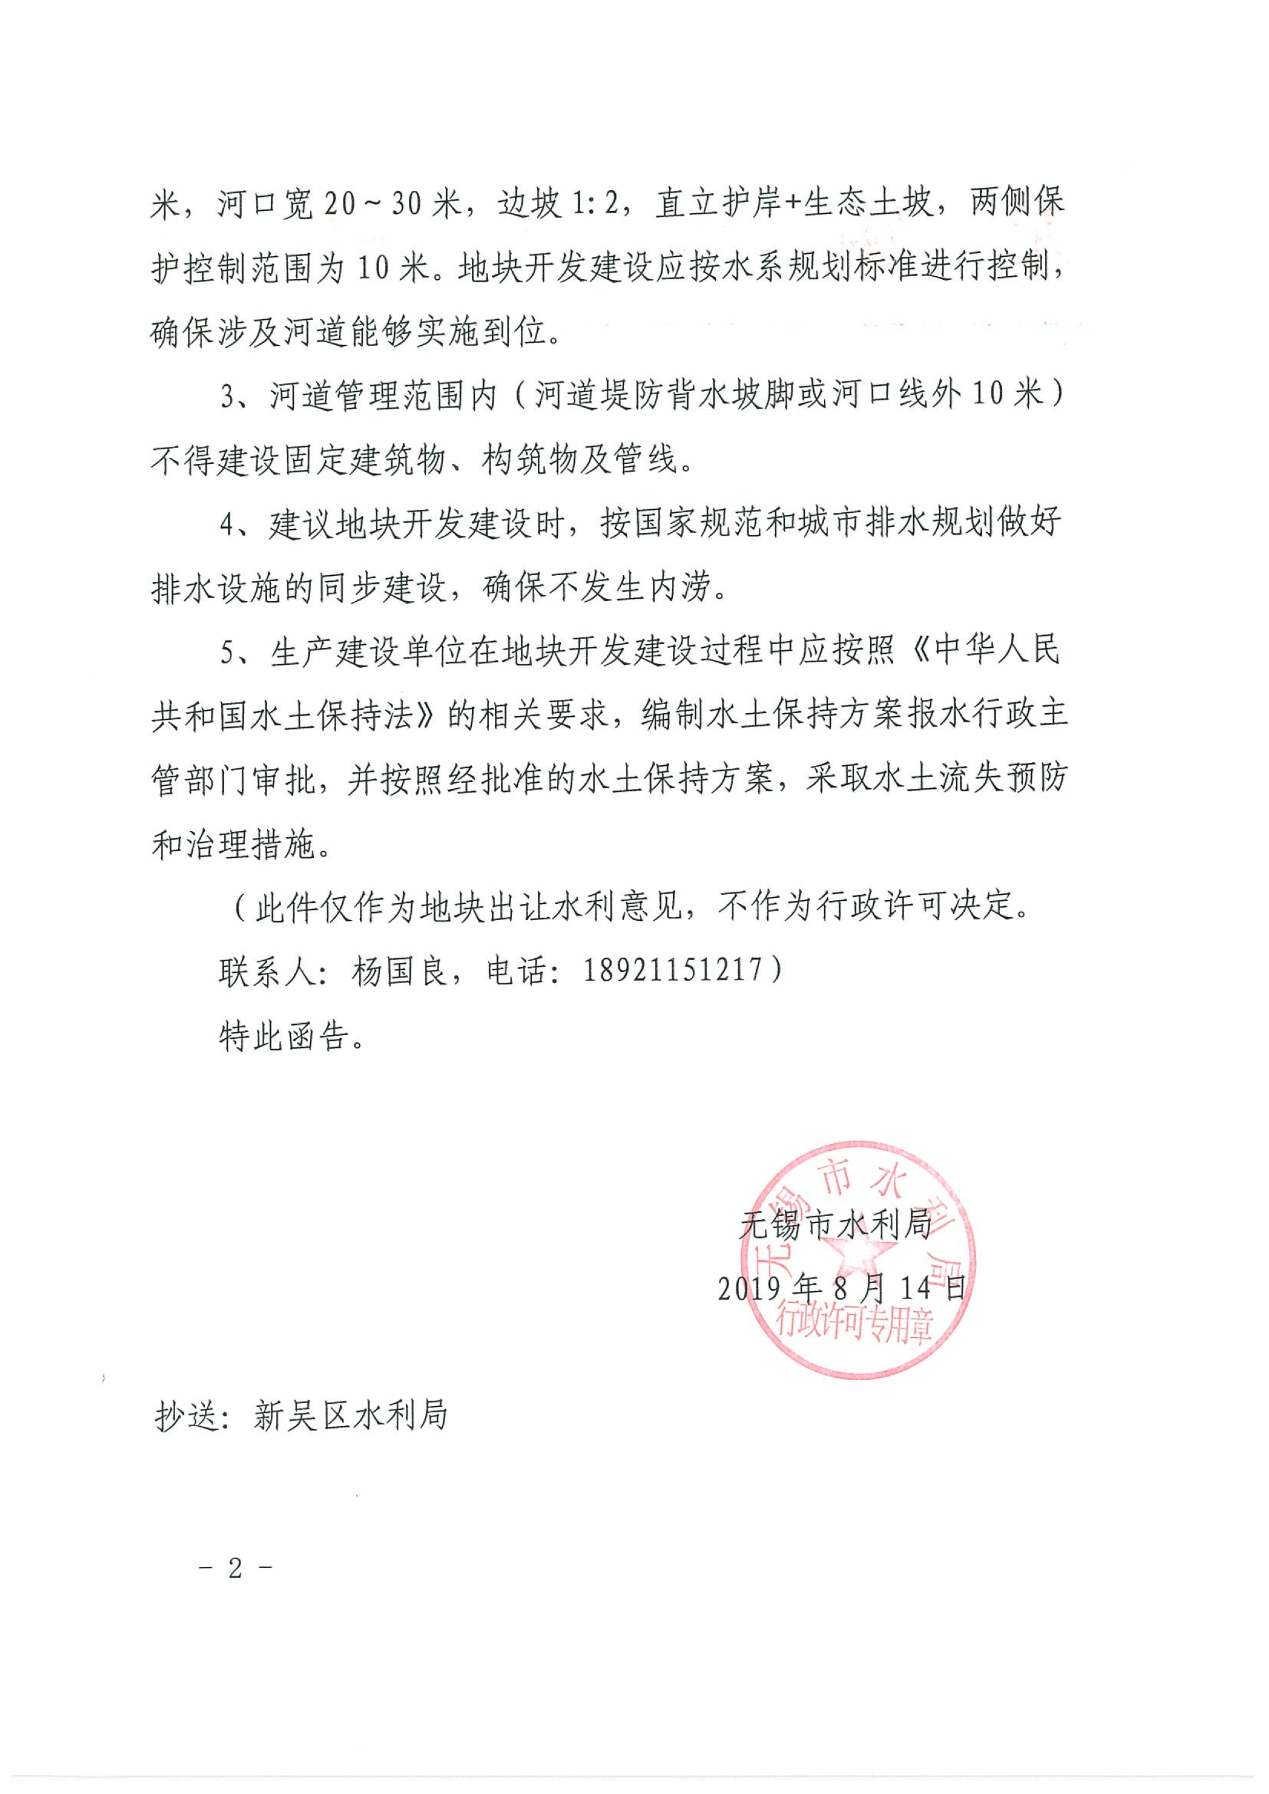 米，河口宽20~30米，边坡1:2，直立护岸+生态土坡，两侧保
护控制范围为10米。地块开发建设应按水系规划标准进行控制，
确保涉及河道能够实施到位。
3、河道管理范围内（河道堤防背水坡脚或河口线外10米）
不得建设固定建筑物、构筑物及管线。
4、建议地块开发建设时，按国家规范和城市排水规划做好
排水设施的同步建设，确保不发生内涝。
5、生产建设单位在地块开发建设过程中应按照《中华人民
共和国水土保持法》的相关要求，编制水土保持方案报水行政主
管部门审批，并按照经批准的水土保持方案，采取水土流失预防
和治理措施。
（此件仅作为地块出让水利意见，不作为行政许可决定。
联系人：杨国良，电话：18921151217）
特此函告。
无锡市水利局
无锡市水利局
2019年8月14日
行政许可专用章
抄送：新吴区水利局
- 2 -